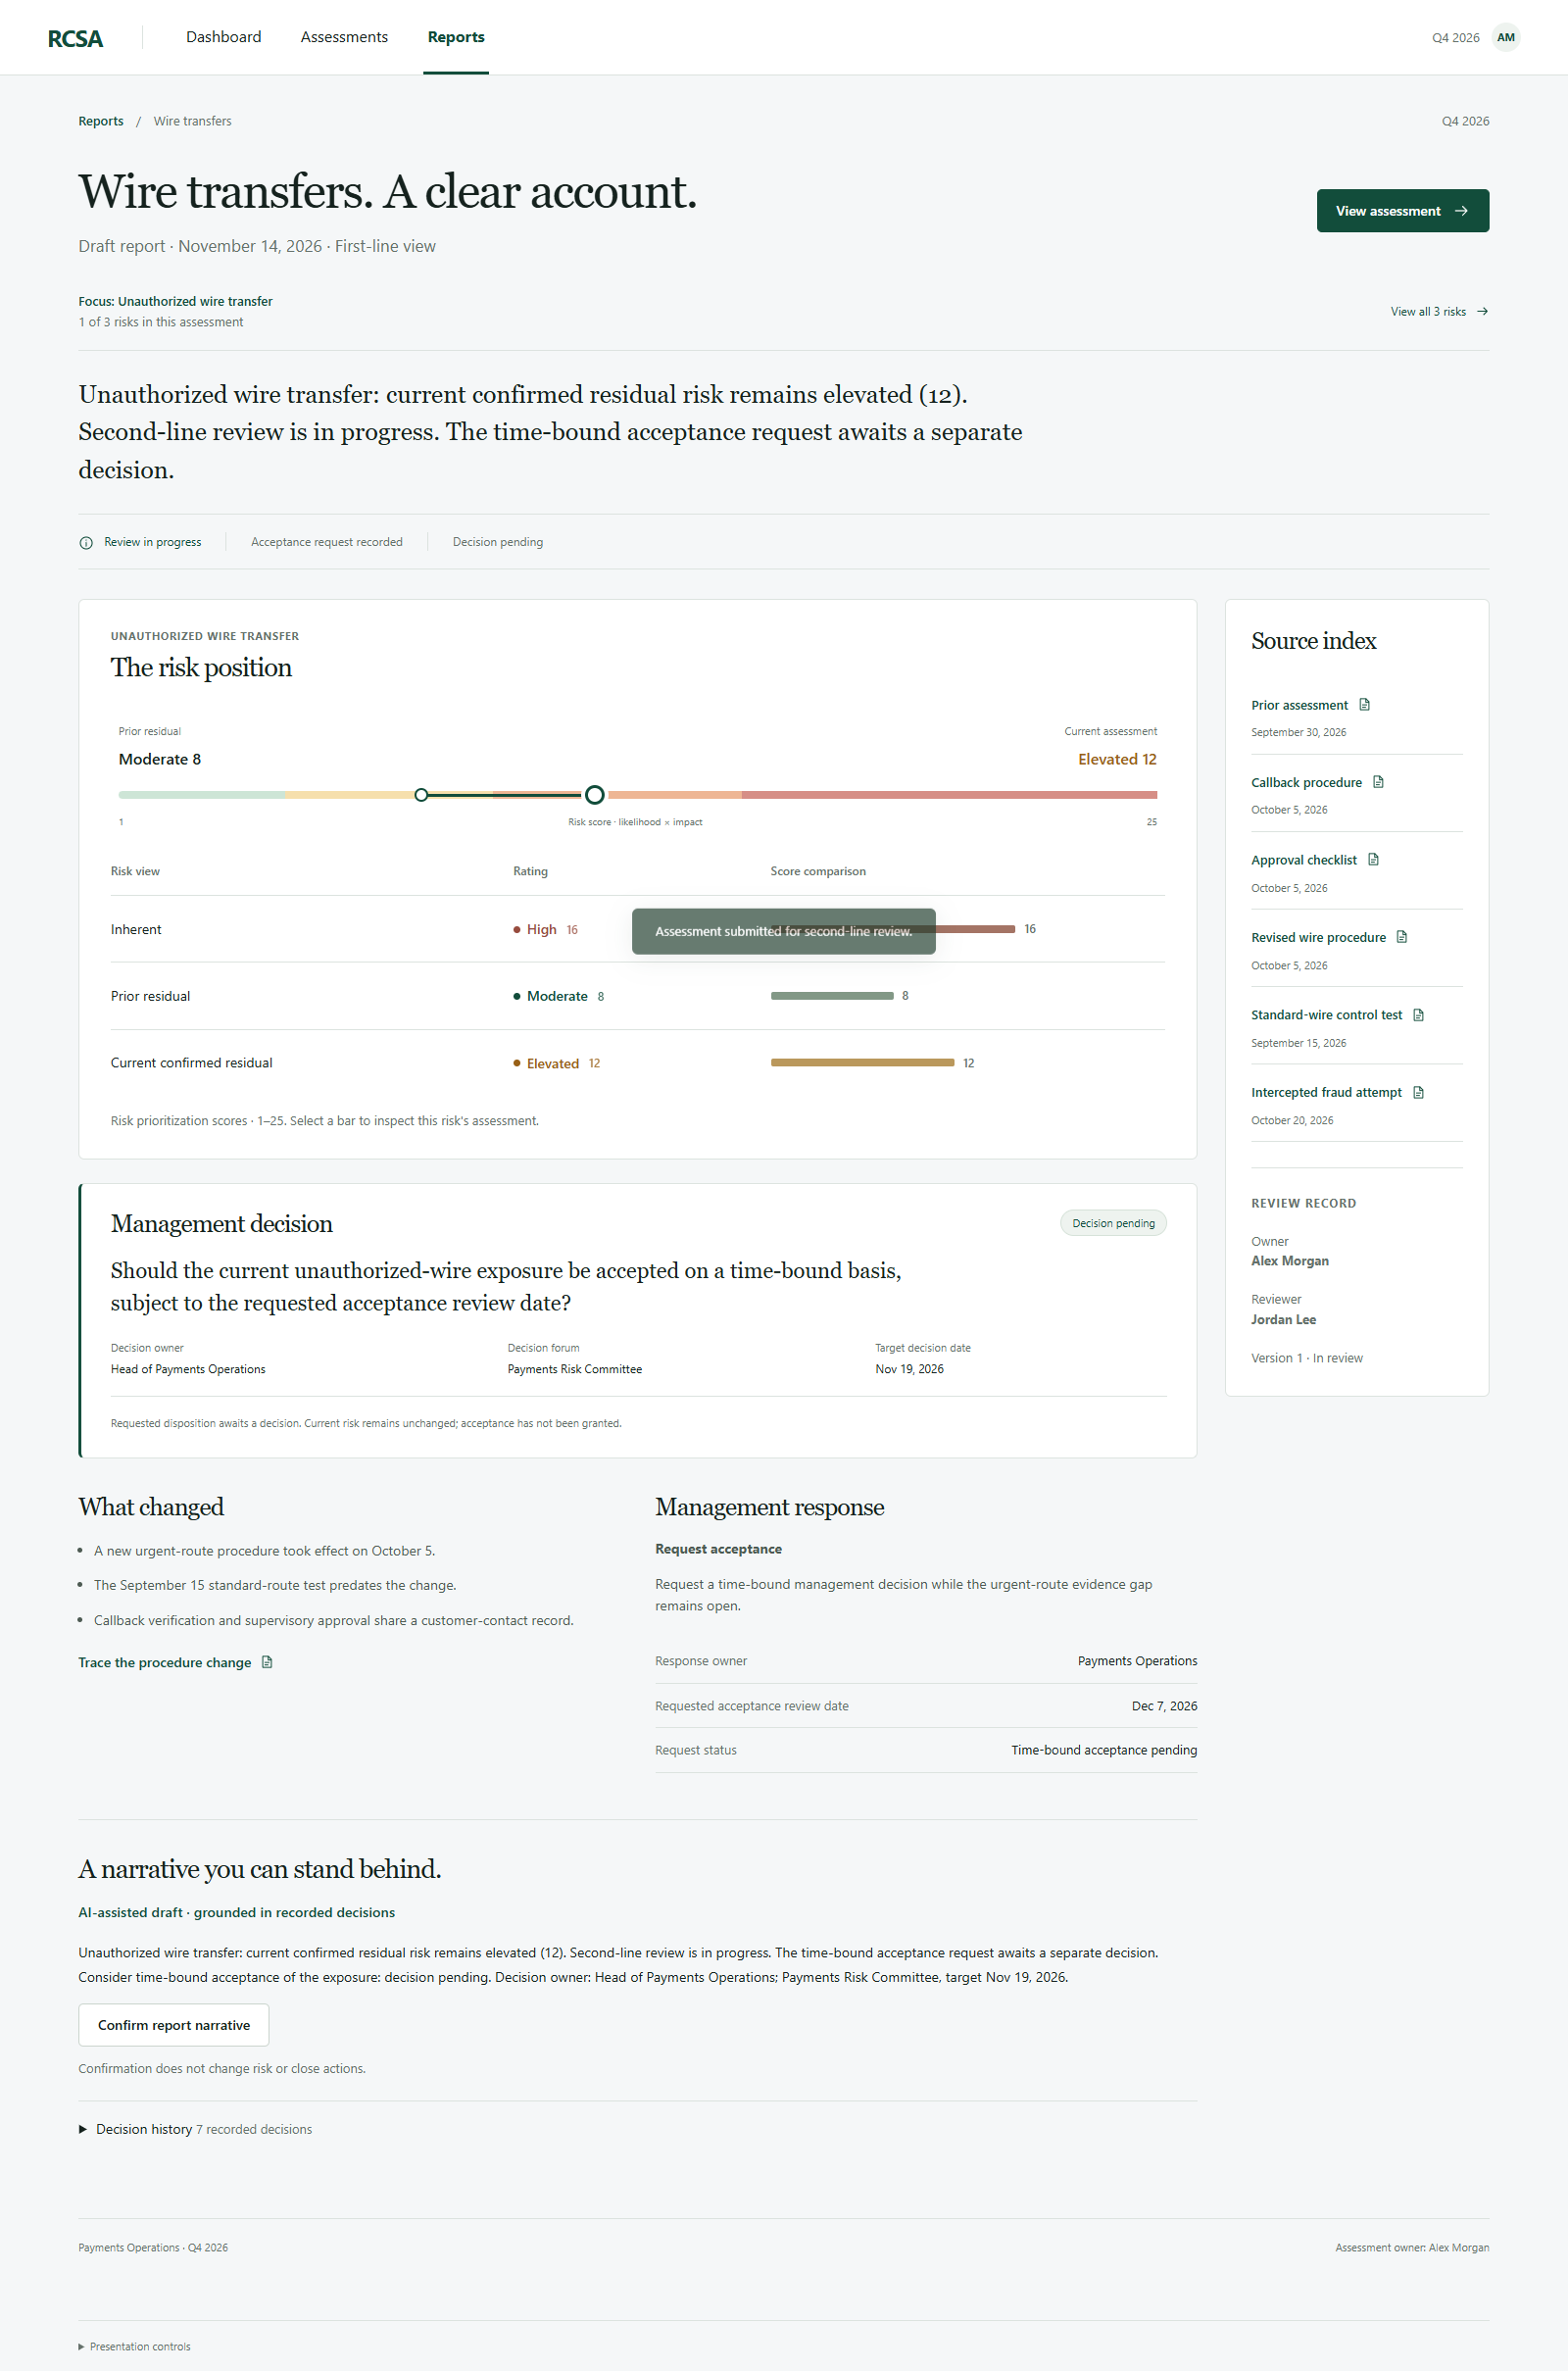 RCSA
Dashboard
Assessments
Reports
Q4 2026
AM
Reports / Wire transfers
Q4 2026
Wire transfers. A clear account.
Draft report · November 14, 2026 · First-line view
View assessment →
Focus: Unauthorized wire transfer
1 of 3 risks in this assessment
View all 3 risks →
Unauthorized wire transfer: current confirmed residual risk remains elevated (12).
Second-line review is in progress. The time-bound acceptance request awaits a separate
decision.
Review in progress
Acceptance request recorded
Decision pending
UNAUTHORIZED WIRE TRANSFER
The risk position
Prior residual
Current assessment
Moderate 8
Elevated 12
1
Risk score · likelihood × impact
25
Risk view
Rating
Score comparison
Inherent
High 16
Assessment submitted for second-line review.
16
Prior residual
Moderate 8
8
Current confirmed residual
Elevated 12
12
Risk prioritization scores · 1–25. Select a bar to inspect this risk's assessment.
Source index
Prior assessment
September 30, 2026
Callback procedure
October 5, 2026
Approval checklist
October 5, 2026
Revised wire procedure
October 5, 2026
Standard-wire control test
September 15, 2026
Intercepted fraud attempt
October 20, 2026
REVIEW RECORD
Owner
Alex Morgan
Reviewer
Jordan Lee
Version 1 · In review
Management decision
Decision pending
Should the current unauthorized-wire exposure be accepted on a time-bound basis,
subject to the requested acceptance review date?
Decision owner
Head of Payments Operations
Decision forum
Payments Risk Committee
Target decision date
Nov 19, 2026
Requested disposition awaits a decision. Current risk remains unchanged; acceptance has not been granted.
What changed
• A new urgent-route procedure took effect on October 5.
• The September 15 standard-route test predates the change.
• Callback verification and supervisory approval share a customer-contact record.
Trace the procedure change
Management response
Request acceptance
Request a time-bound management decision while the urgent-route evidence gap
remains open.
Response owner
Payments Operations
Requested acceptance review date
Dec 7, 2026
Request status
Time-bound acceptance pending
A narrative you can stand behind.
AI-assisted draft · grounded in recorded decisions
Unauthorized wire transfer: current confirmed residual risk remains elevated (12). Second-line review is in progress. The time-bound acceptance request awaits a separate decision.
Consider time-bound acceptance of the exposure: decision pending. Decision owner: Head of Payments Operations; Payments Risk Committee, target Nov 19, 2026.
Confirm report narrative
Confirmation does not change risk or close actions.
Decision history 7 recorded decisions
Payments Operations · Q4 2026
Assessment owner: Alex Morgan
Presentation controls